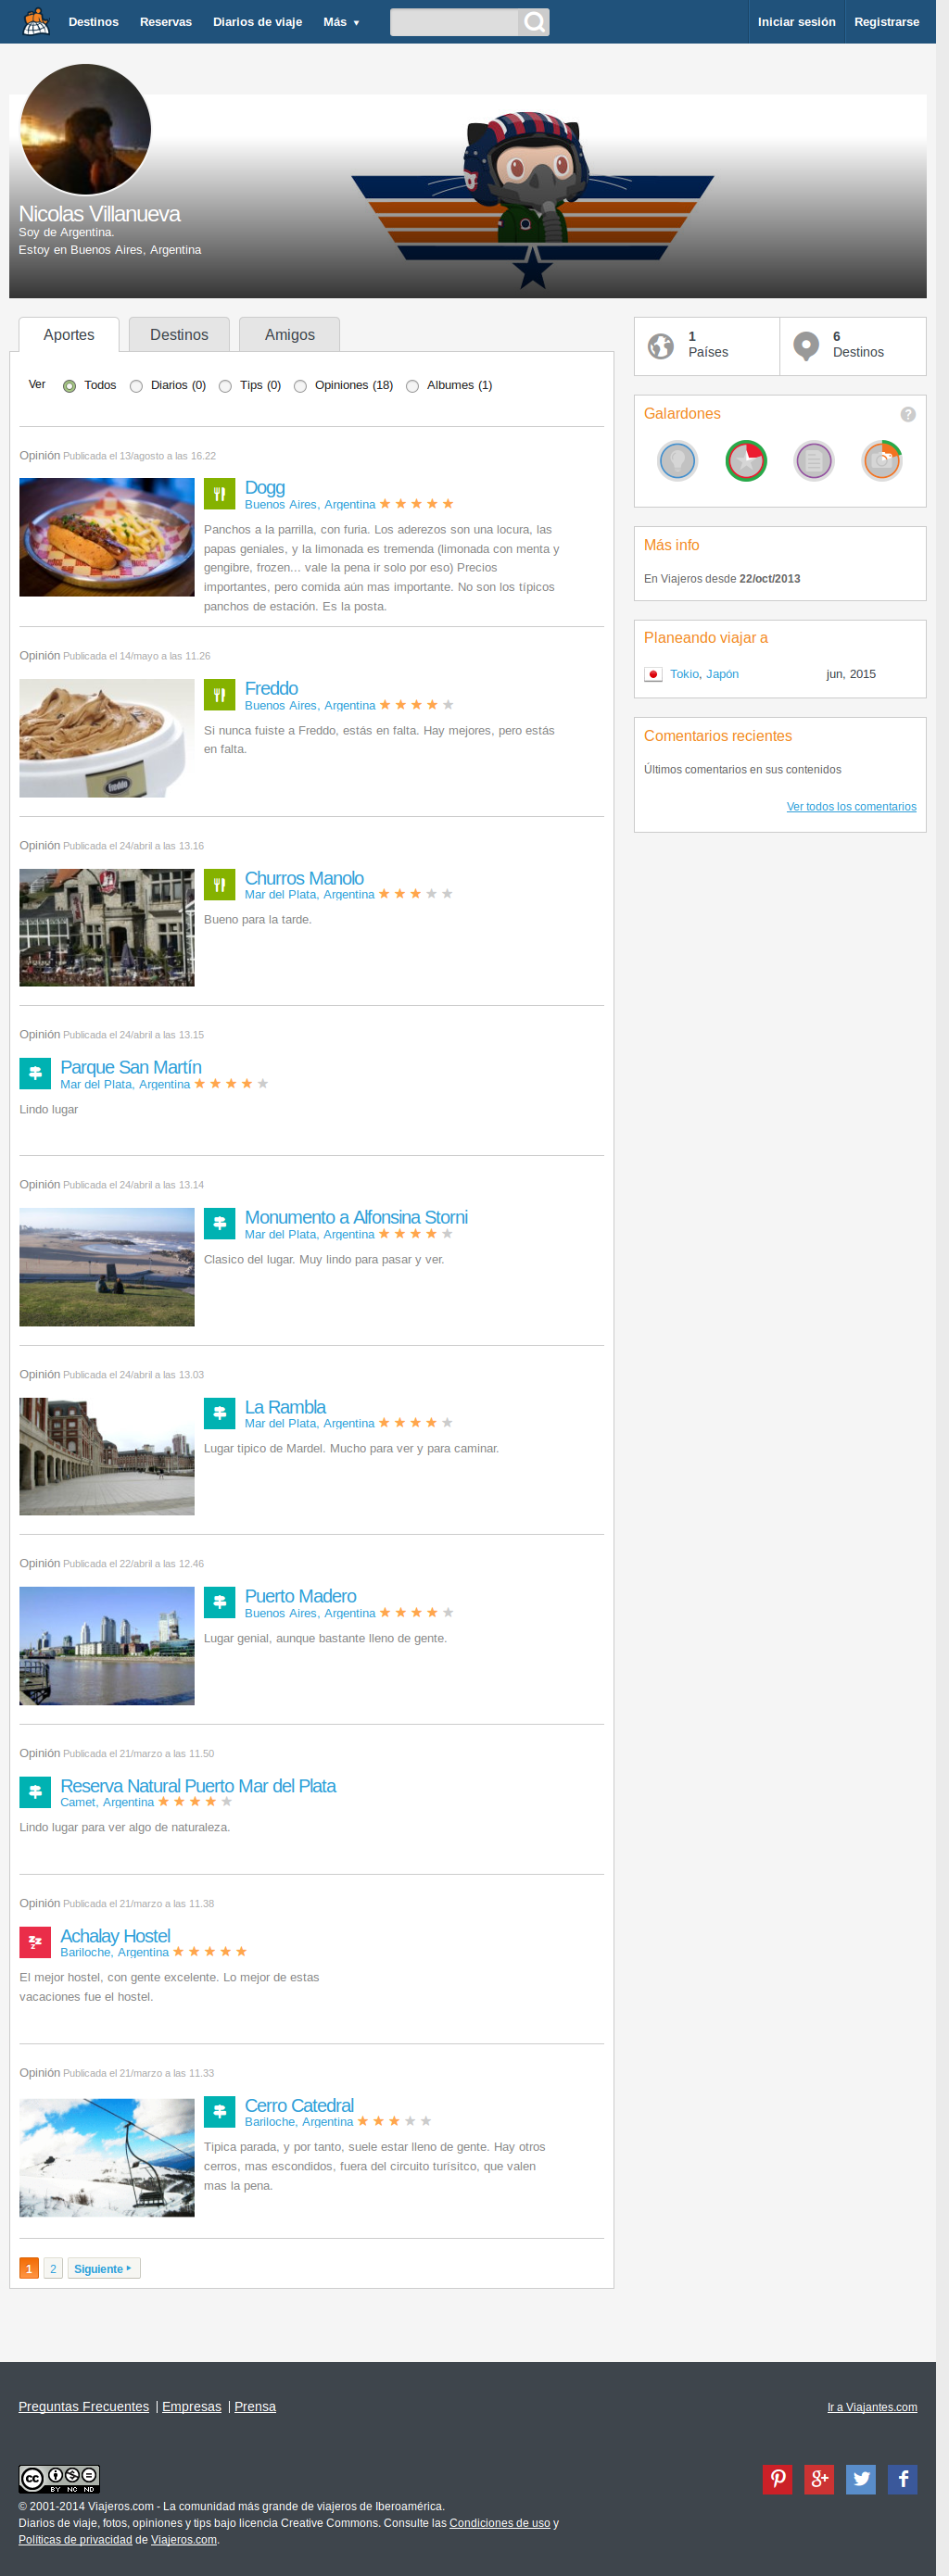 Destinos Reservas Diarios de viaje Más ▼ Iniciar sesión Registrarse
Nicolas Villanueva
Soy de Argentina.
Estoy en Buenos Aires, Argentina
Aportes Destinos Amigos
Ver Todos Diarios (0) Tips (0) Opiniones (18) Albumes (1)
Opinión Publicada el 13/agosto a las 16.22
Dogg
Buenos Aires, Argentina
Panchos a la parrilla, con furia. Los aderezos son una locura, las
papas geniales, y la limonada es tremenda (limonada con menta y
gengibre, frozen... vale la pena ir solo por eso) Precios
importantes, pero comida aún mas importante. No son los típicos
panchos de estación. Es la posta.
Opinión Publicada el 14/mayo a las 11.26
freddo
Freddo
Buenos Aires, Argentina
Si nunca fuiste a Freddo, estás en falta. Hay mejores, pero estás
en falta.
Opinión Publicada el 24/abril a las 13.16
Churros Manolo
Mar del Plata, Argentina
Bueno para la tarde.
Opinión Publicada el 24/abril a las 13.15
Parque San Martín
Mar del Plata, Argentina
Lindo lugar
Opinión Publicada el 24/abril a las 13.14
Monumento a Alfonsina Storni
Mar del Plata, Argentina
Clasico del lugar. Muy lindo para pasar y ver.
Opinión Publicada el 24/abril a las 13.03
La Rambla
Mar del Plata, Argentina
Lugar tipico de Mardel. Mucho para ver y para caminar.
Opinión Publicada el 22/abril a las 12.46
Puerto Madero
Buenos Aires, Argentina
Lugar genial, aunque bastante lleno de gente.
Opinión Publicada el 21/marzo a las 11.50
Reserva Natural Puerto Mar del Plata
Camet, Argentina
Lindo lugar para ver algo de naturaleza.
Opinión Publicada el 21/marzo a las 11.38
Achalay Hostel
Bariloche, Argentina
El mejor hostel, con gente excelente. Lo mejor de estas
vacaciones fue el hostel.
Opinión Publicada el 21/marzo a las 11.33
Cerro Catedral
Bariloche, Argentina
Tipica parada, y por tanto, suele estar lleno de gente. Hay otros
cerros, mas escondidos, fuera del circuito turísitco, que valen
mas la pena.
1 2 Siguiente
1
Países
6
Destinos
Galardones ?
Más info
En Viajeros desde 22/oct/2013
Planeando viajar a
Tokio, Japón jun, 2015
Comentarios recientes
Últimos comentarios en sus contenidos
Ver todos los comentarios
Preguntas Frecuentes | Empresas | Prensa Ir a Viajantes.com
cc BY NC ND
© 2001-2014 Viajeros.com - La comunidad más grande de viajeros de Iberoamérica.
Diarios de viaje, fotos, opiniones y tips bajo licencia Creative Commons. Consulte las Condiciones de uso y
Políticas de privacidad de Viajeros.com.